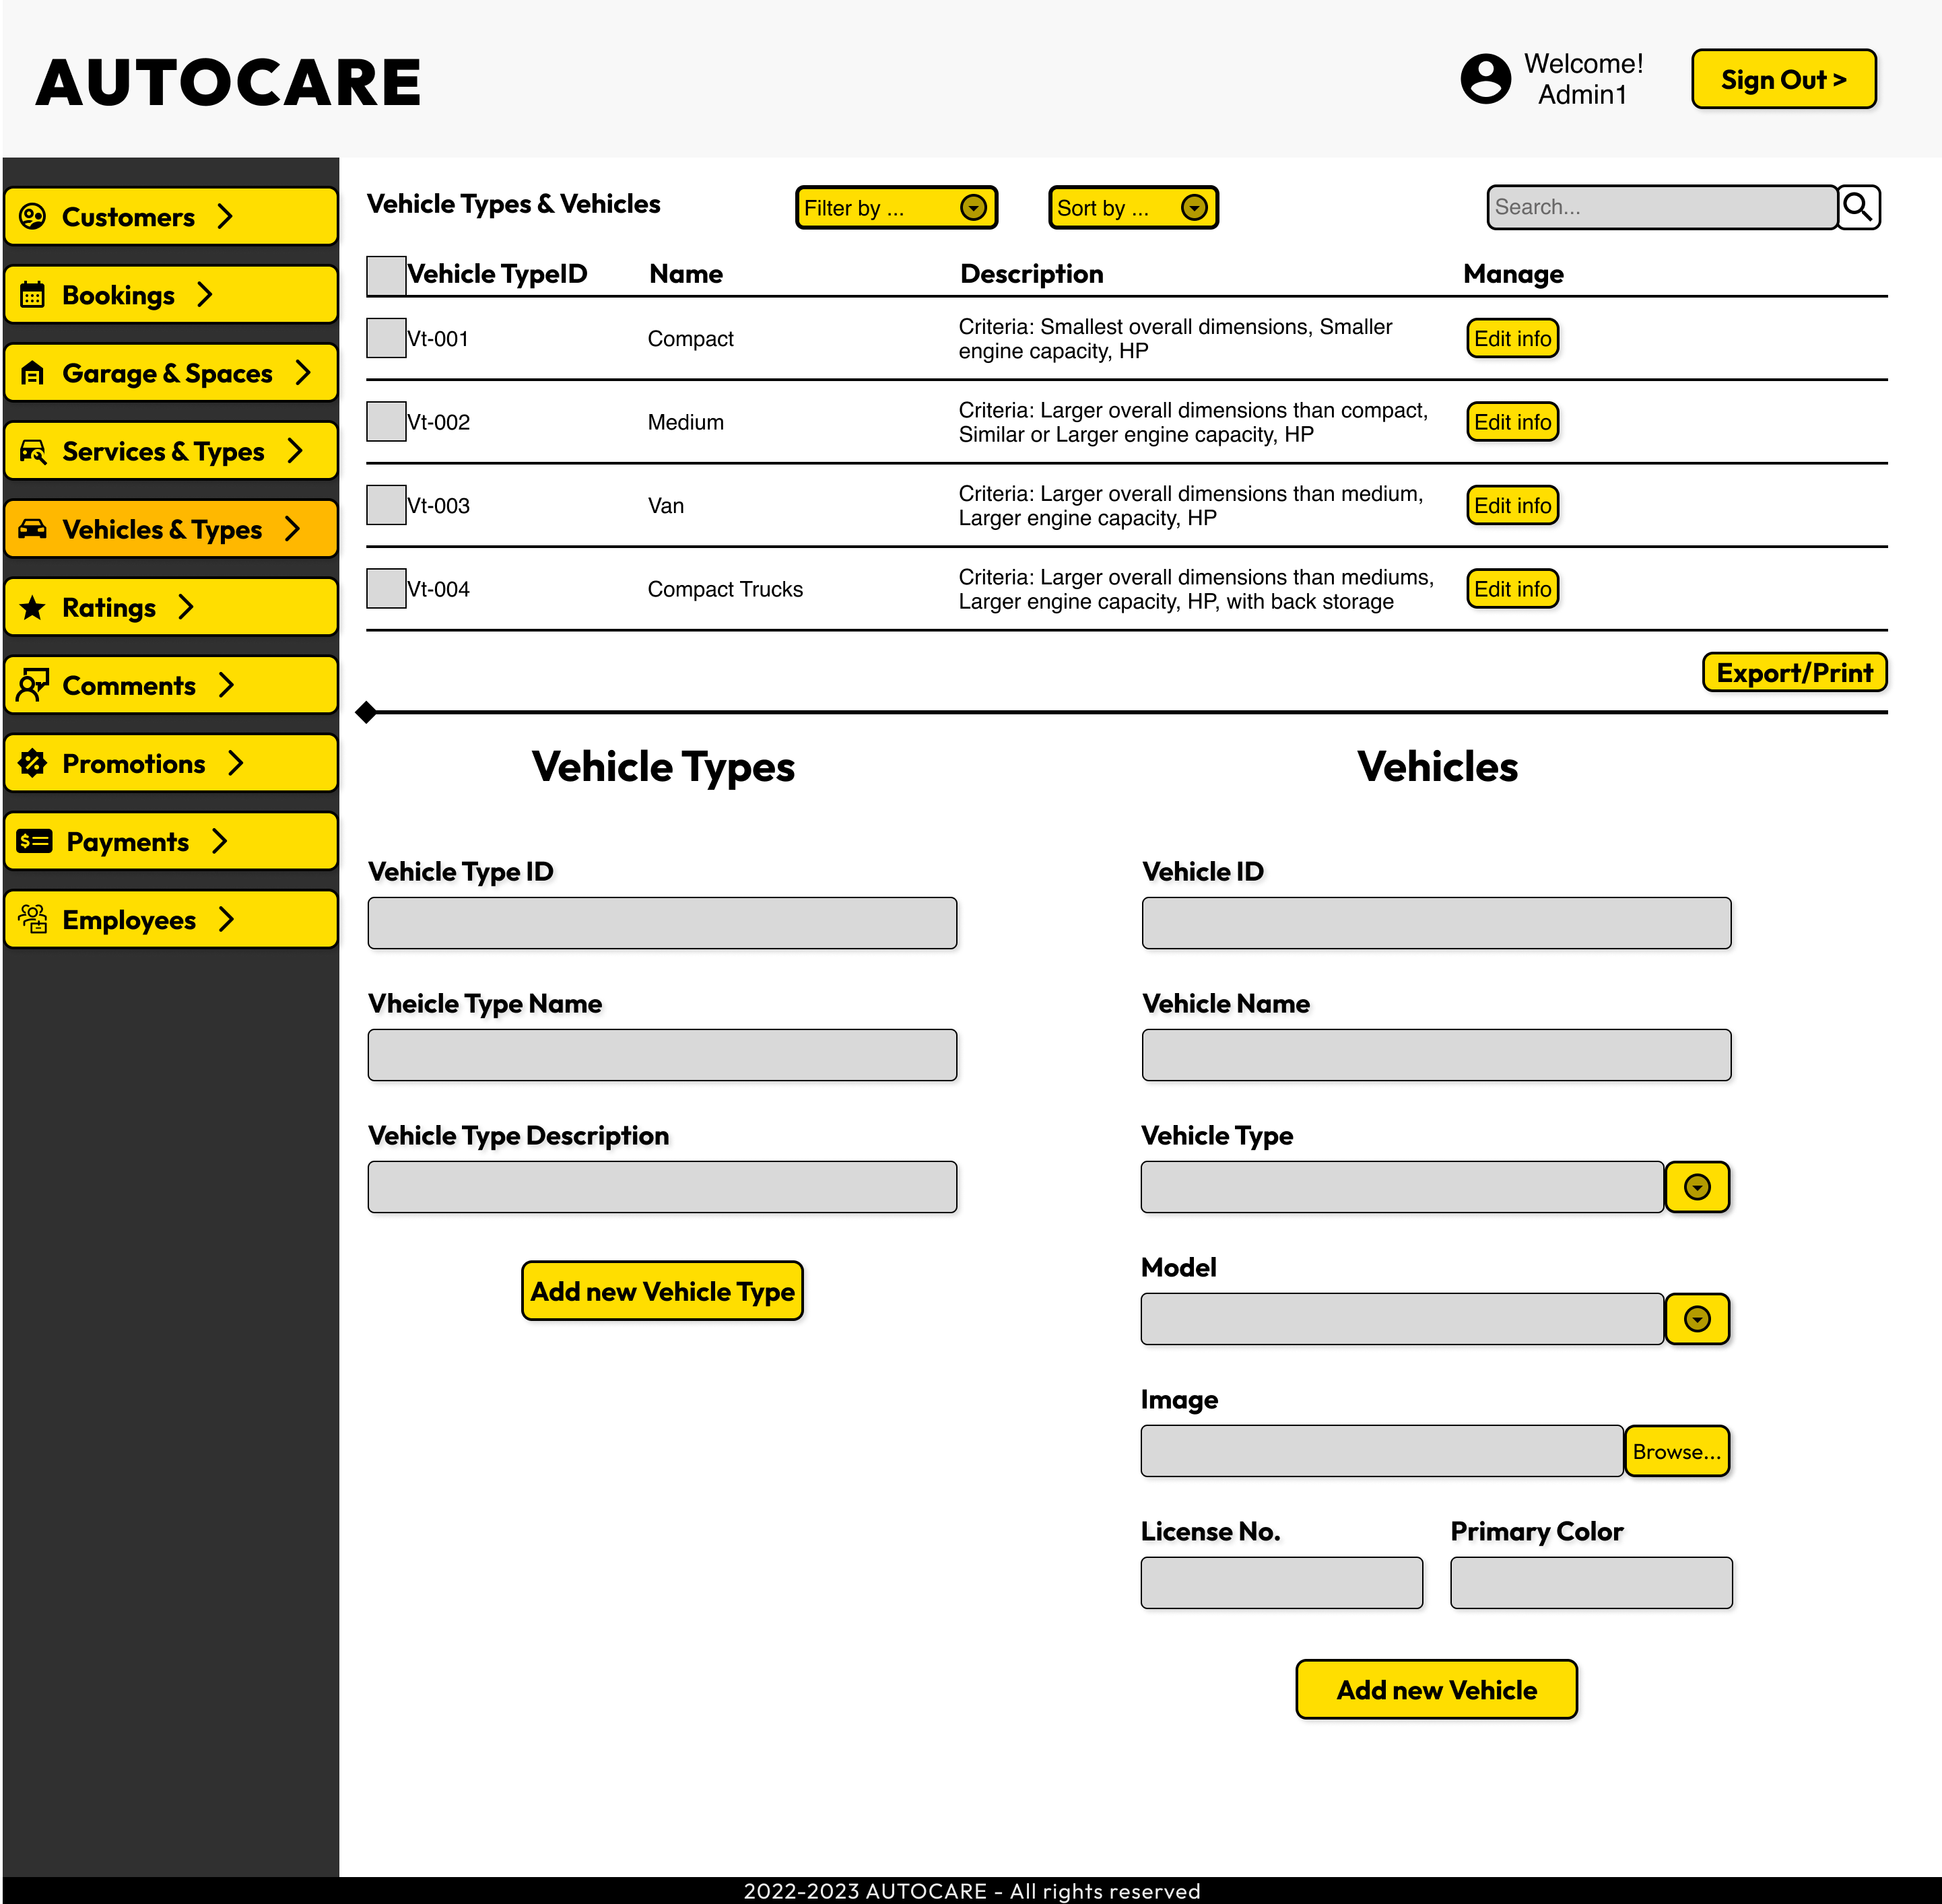 AUTOCARE
Welcome!
Admin1
Sign Out >
Customers
Bookings
Garage & Spaces
Services & Types
Vehicles & Types
Ratings
Comments
Promotions
Payments
Employees
Vehicle Types & Vehicles
Filter by ...
Sort by ...
Search...
Vehicle TypeID Name Description Manage
Vt-001 Compact Criteria: Smallest overall dimensions, Smaller
engine capacity, HP
Edit info
Vt-002 Medium Criteria: Larger overall dimensions than compact,
Similar or Larger engine capacity, HP
Edit info
Vt-003 Van Criteria: Larger overall dimensions than medium,
Larger engine capacity, HP
Edit info
Vt-004 Compact Trucks Criteria: Larger overall dimensions than mediums,
Larger engine capacity, HP, with back storage
Edit info
Export/Print
Vehicle Types
Vehicle Type ID
Vheicle Type Name
Vehicle Type Description
Add new Vehicle Type
Vehicles
Vehicle ID
Vehicle Name
Vehicle Type
Model
Image
Browse...
License No. Primary Color
Add new Vehicle
2022-2023 AUTOCARE - All rights reserved